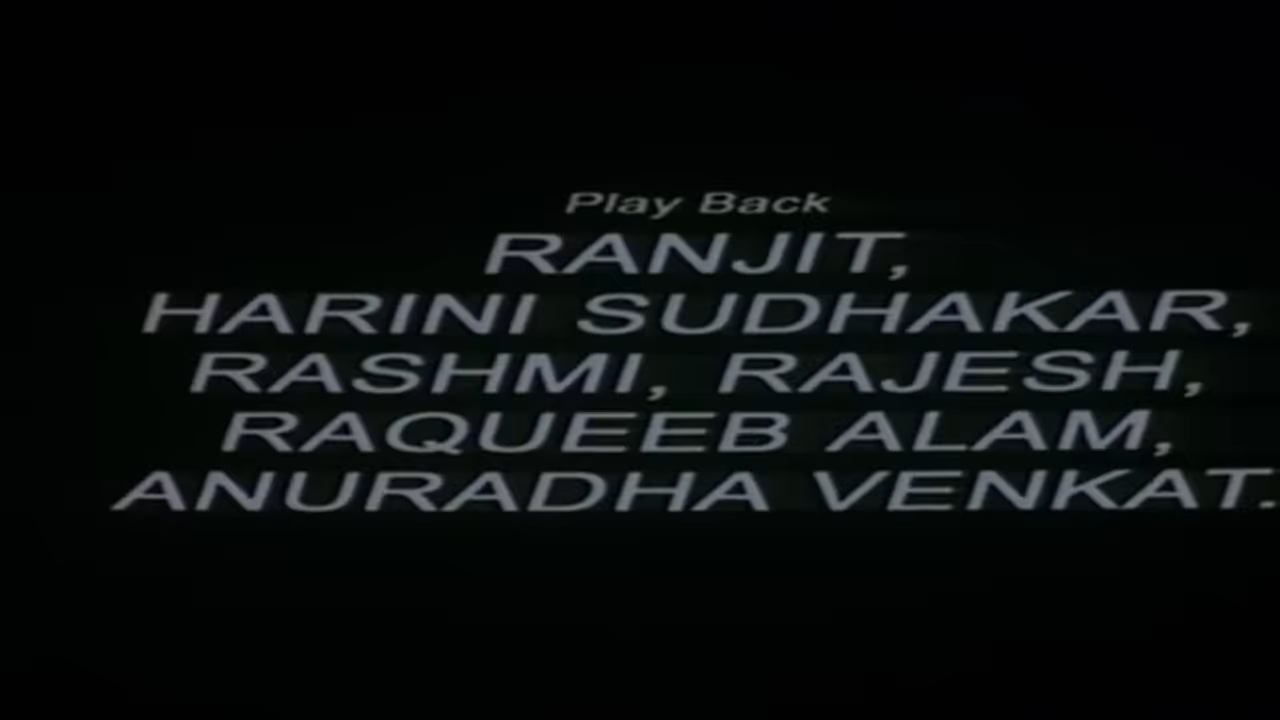 Play Back
RANJIT,
HARINI SUDHAKAR,
RASHMI, RAJESH,
RAQUEEB ALAM,
ANURADHA VENKAT.